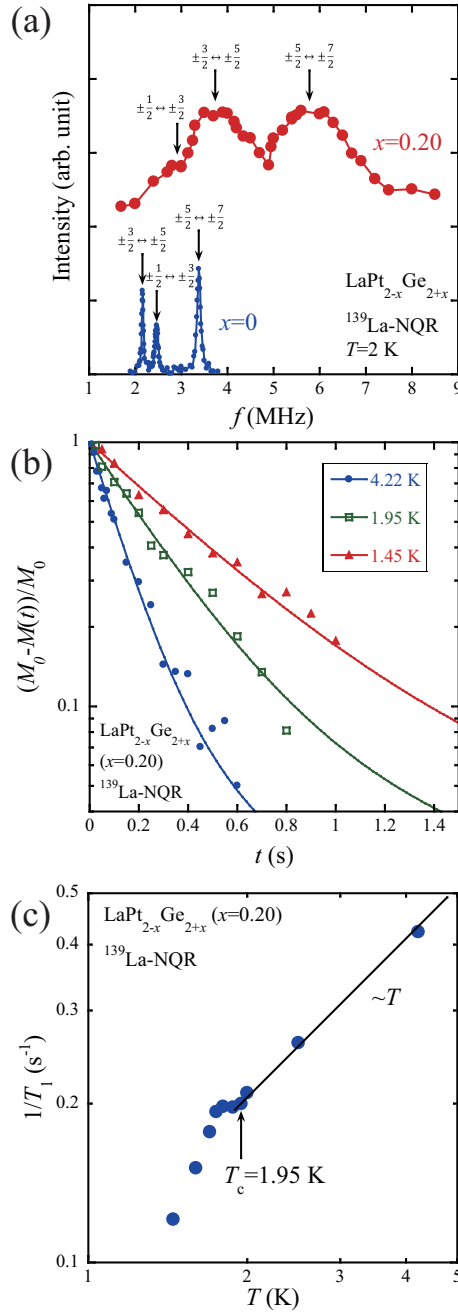 (a)
Intensity (arb. unit)
±3/2 ↔ ±5/2
±5/2 ↔ ±7/2
±1/2 ↔ ±3/2
x=0.20
±5/2 ↔ ±7/2
±3/2 ↔ ±5/2
±1/2 ↔ ±3/2
x=0
LaPt2-xGe2+x
139La-NQR
T=2 K
1 2 3 4 5 6 7 8 9
f (MHz)
(b)
(M0-M(t))/M0
1
0.1
4.22 K
1.95 K
1.45 K
LaPt2-xGe2+x
(x=0.20)
139La-NQR
0 0.2 0.4 0.6 0.8 1 1.2 1.4
t (s)
(c)
1/T1 (s-1)
0.5
0.4
0.3
0.2
0.1
LaPt2-xGe2+x (x=0.20)
139La-NQR
~T
Tc=1.95 K
1 2 3 4 5
T (K)